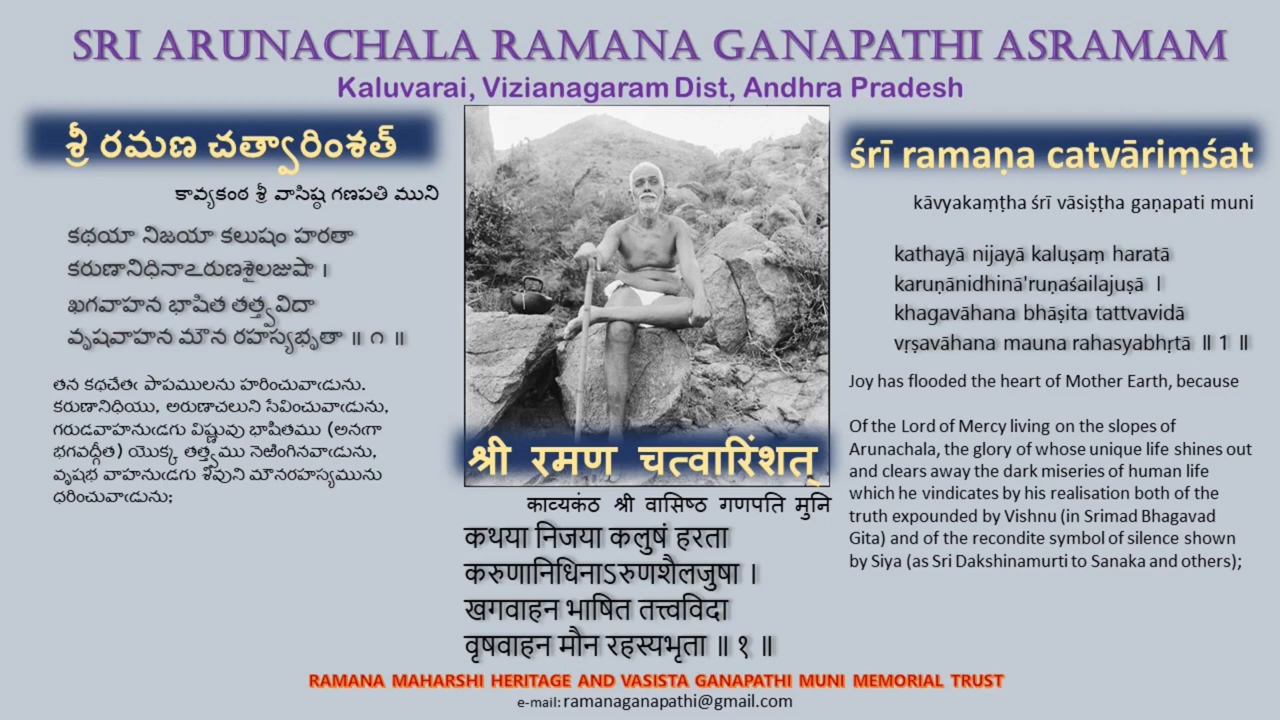 SRI ARUNACHALA RAMANA GANAPATHI ASRAMAM
Kaluvarai, Vizianagaram Dist, Andhra Pradesh
శ్రీ రమణ చత్వారింశత్
కావ్యకంఠ శ్రీ వాసిష్ఠ గణపతి ముని
కథయా నిజయా కలుషం హరతా
కరుణానిధినాఽరుణశైలజుషా ।
ఖగవాహన భాషిత తత్త్వవిదా
వృషవాహన మౌన రహస్యభృతా ॥ ౧ ॥
తన కథచేతఁ పాపములను హరించువాఁడును.
కరుణానిధియు, అరుణాచలుని సేవించువాఁడును,
గరుడవాహనుఁడగు విష్ణువు భాషితము (అనఁగా
భగవద్గీత) యొక్క తత్త్వము నెఱింగినవాఁడును,
వృషభ వాహనుఁడగు శివుని మౌనరహస్యమును
ధరించువాఁడును;
श्री रमण चत्वारिंशत्
काव्यकंठ श्री वासिष्ठ गणपति मुनि
कथया निजया कलुषं हरता
करुणानिधिनाऽरुणशैलजुषा ।
खगवाहन भाषित तत्त्वविदा
वृषवाहन मौन रहस्यभृता ॥ १ ॥
śrī ramaṇa catvāriṃśat
kāvyakaṃṭha śrī vāsiṣṭha gaṇapati muni
kathayā nijayā kaluṣaṃ haratā
karuṇānidhinā'ruṇaśailajuṣā ।
khagavāhana bhāṣita tattvavidā
vṛṣavāhana mauna rahasyabhṛtā ॥ 1 ॥
Joy has flooded the heart of Mother Earth, because
Of the Lord of Mercy living on the slopes of
Arunachala, the glory of whose unique life shines out
and clears away the dark miseries of human life
which he vindicates by his realisation both of the
truth expounded by Vishnu (in Srimad Bhagavad
Gita) and of the recondite symbol of silence shown
by Siya (as Sri Dakshinamurti to Sanaka and others);
RAMANA MAHARSHI HERITAGE AND VASISTA GANAPATHI MUNI MEMORIAL TRUST
e-mail: ramanaganapathi@gmail.com